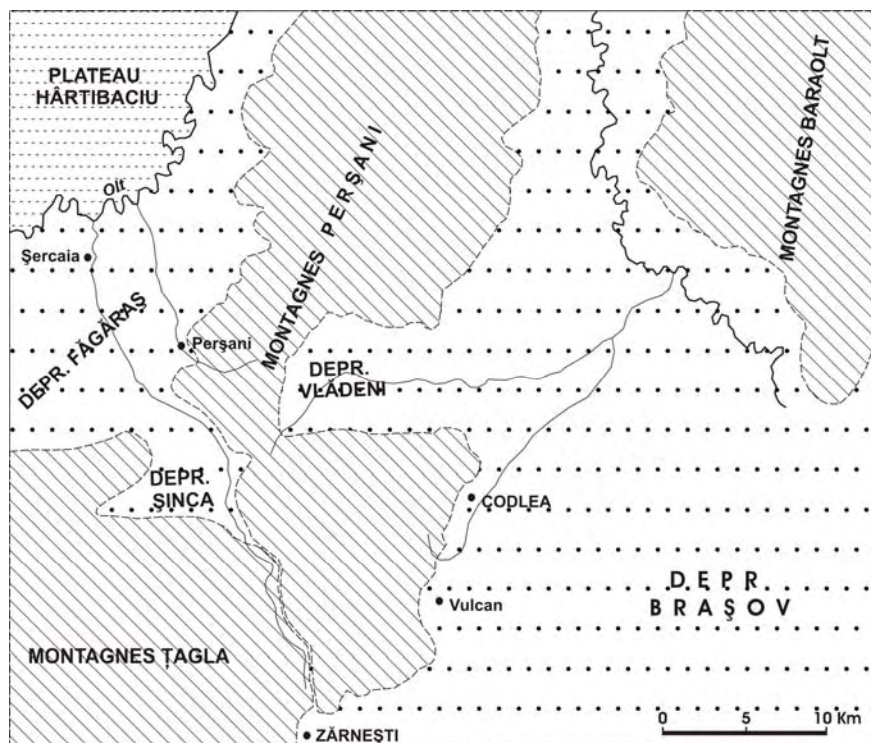 PLATEAU
HÂRTIBACIU
Olt
Şercaia
DEPR. FĂGĂRAŞ
Perşani
MONTAGNES PERŞANI
MONTAGNES BARAOLT
DEPR.
VLĂDENI
DEPR.
ŞINCA
CODLEA
Vulcan
DEPR
BRAŞOV
MONTAGNES ŢAGLA
ZĂRNEŞTI
0 5 10 Km